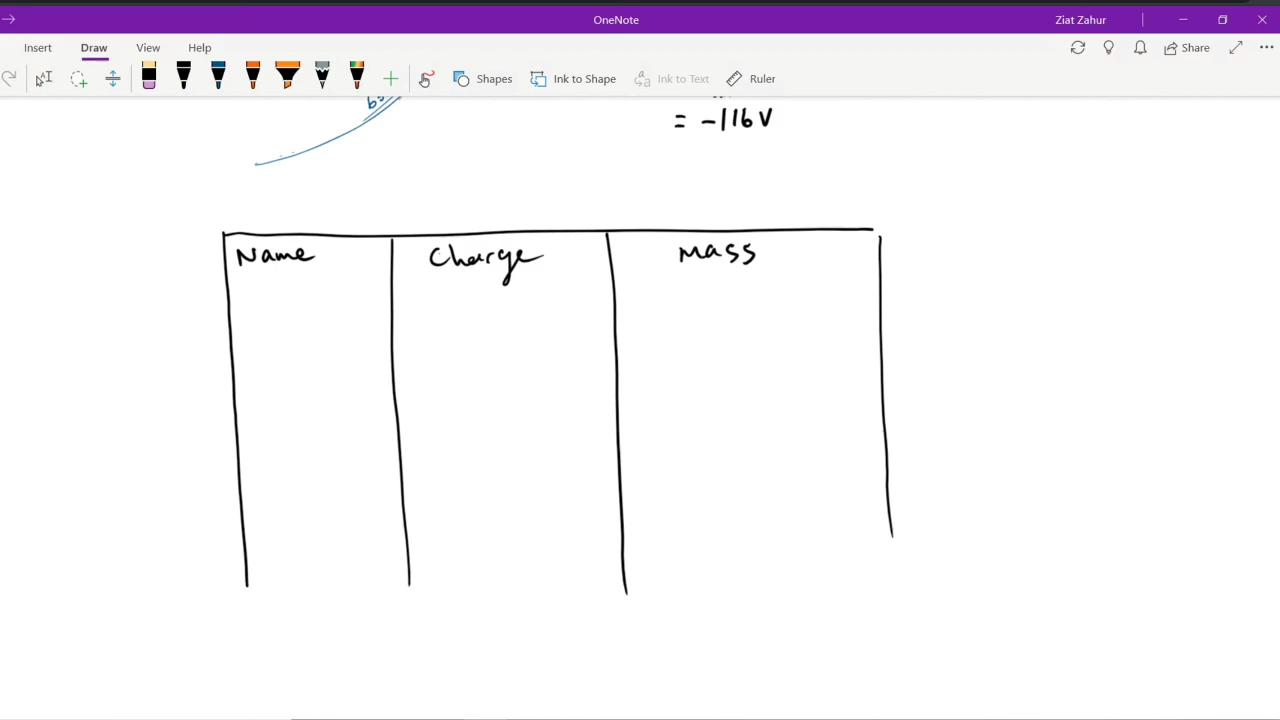 OneNote
Ziat Zahur
Insert Draw View Help
Share
Shapes Ink to Shape Ink to Text Ruler
= -116V
Name Charge Mass